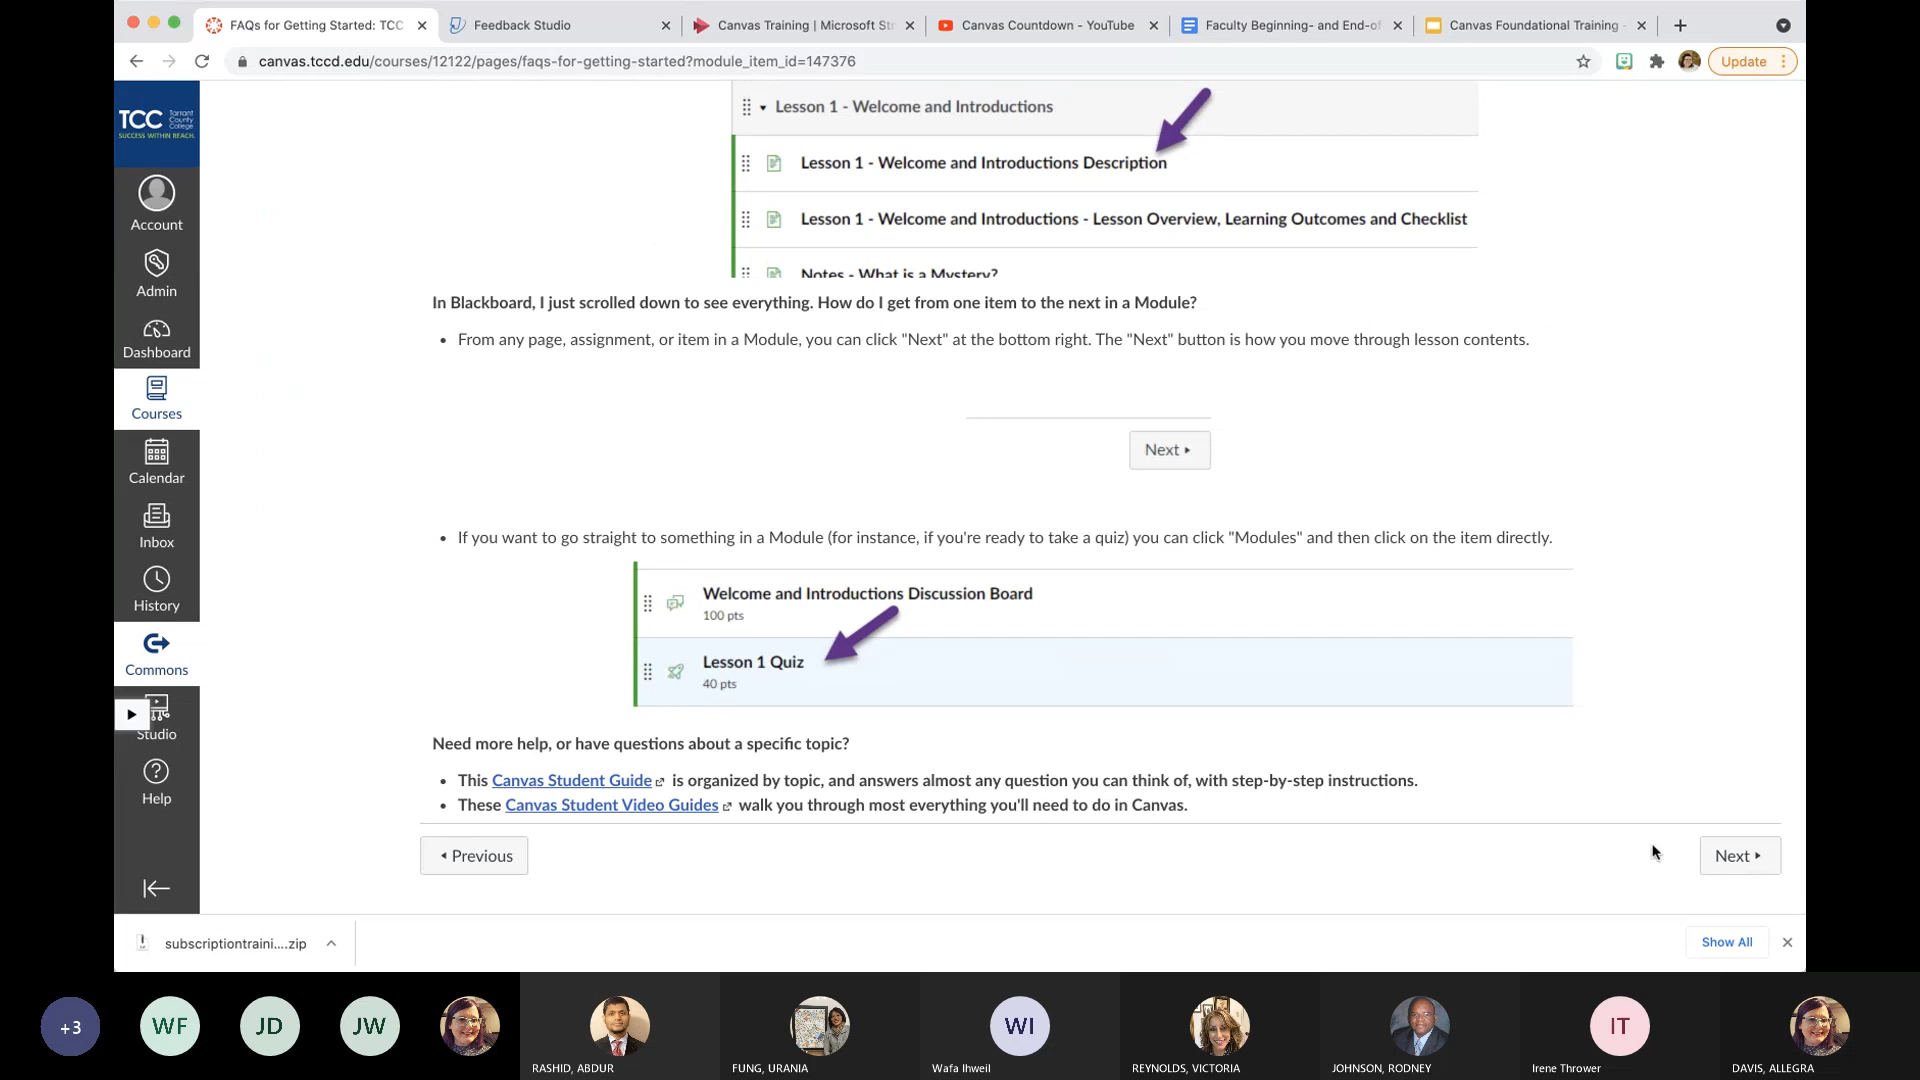 FAQs for Getting Started: TCC
Feedback Studio
Canvas Training | Microsoft Str
Canvas Countdown - YouTube
Faculty Beginning- and End-of
Canvas Foundational Training -
canvas.tccd.edu/courses/12122/pages/faqs-for-getting-started?module_item_id=147376
Update
TCC Tarrant County College
SUCCESS WITHIN REACH.
Account
Admin
Dashboard
Courses
Calendar
Inbox
History
Commons
Studio
Help
Lesson 1 - Welcome and Introductions
Lesson 1 - Welcome and Introductions Description
Lesson 1 - Welcome and Introductions - Lesson Overview, Learning Outcomes and Checklist
Notes - What is a Mystery?
In Blackboard, I just scrolled down to see everything. How do I get from one item to the next in a Module?
• From any page, assignment, or item in a Module, you can click "Next" at the bottom right. The "Next" button is how you move through lesson contents.
Next
• If you want to go straight to something in a Module (for instance, if you're ready to take a quiz) you can click "Modules" and then click on the item directly.
Welcome and Introductions Discussion Board
100 pts
Lesson 1 Quiz
40 pts
Need more help, or have questions about a specific topic?
• This Canvas Student Guide is organized by topic, and answers almost any question you can think of, with step-by-step instructions.
• These Canvas Student Video Guides walk you through most everything you'll need to do in Canvas.
Previous
Next
subscriptiontraini....zip
Show All
+3
WF
JD
JW
RASHID, ABDUR
FUNG, URANIA
WI
Wafa Ihweil
REYNOLDS, VICTORIA
JOHNSON, RODNEY
IT
Irene Thrower
DAVIS, ALLEGRA